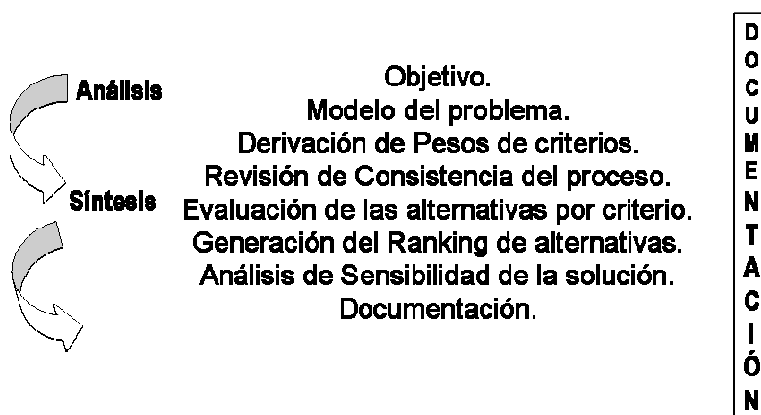 Análisis
Síntesis
Objetivo.
Modelo del problema.
Derivación de Pesos de criterios.
Revisión de Consistencia del proceso.
Evaluación de las alternativas por criterio.
Generación del Ranking de alternativas.
Análisis de Sensibilidad de la solución.
Documentación.
DOCUMENTACIÓN